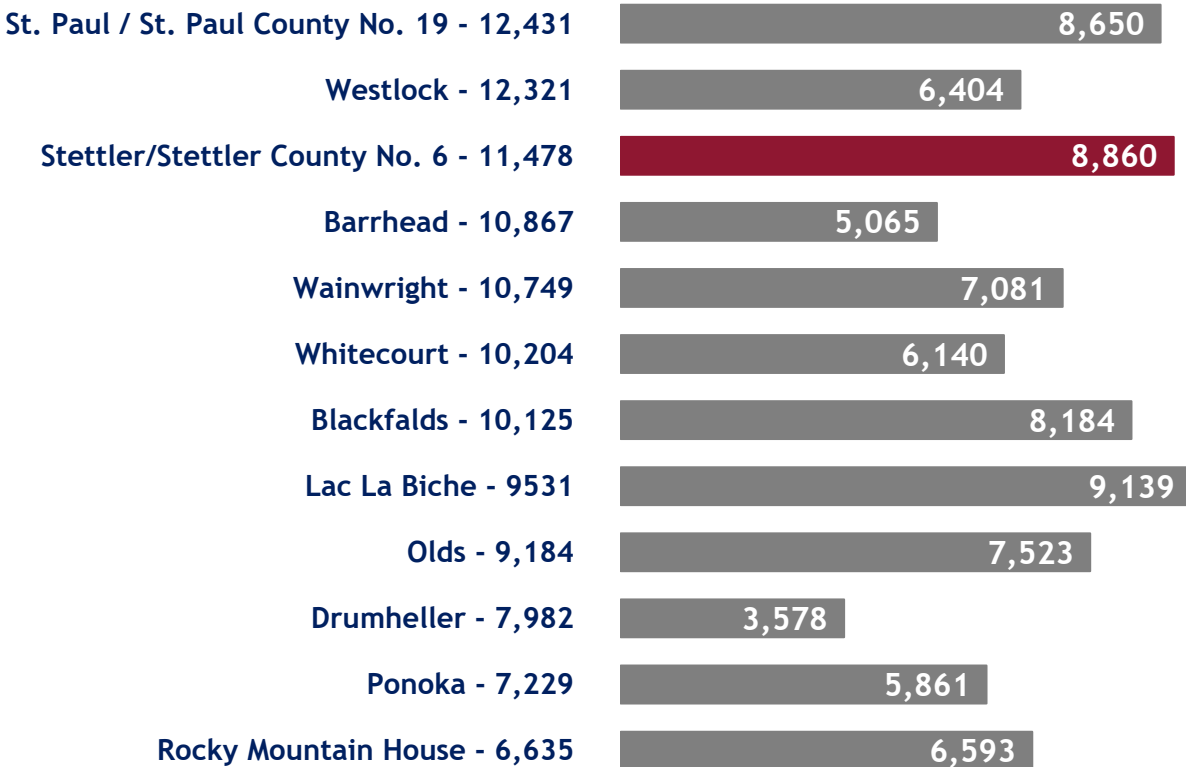 St. Paul / St. Paul County No. 19 - 12,431 8,650
Westlock - 12,321 6,404
Stettler/Stettler County No. 6 - 11,478 8,860
Barrhead - 10,867 5,065
Wainwright - 10,749 7,081
Whitecourt - 10,204 6,140
Blackfalds - 10,125 8,184
Lac La Biche - 9531 9,139
Olds - 9,184 7,523
Drumheller - 7,982 3,578
Ponoka - 7,229 5,861
Rocky Mountain House - 6,635 6,593